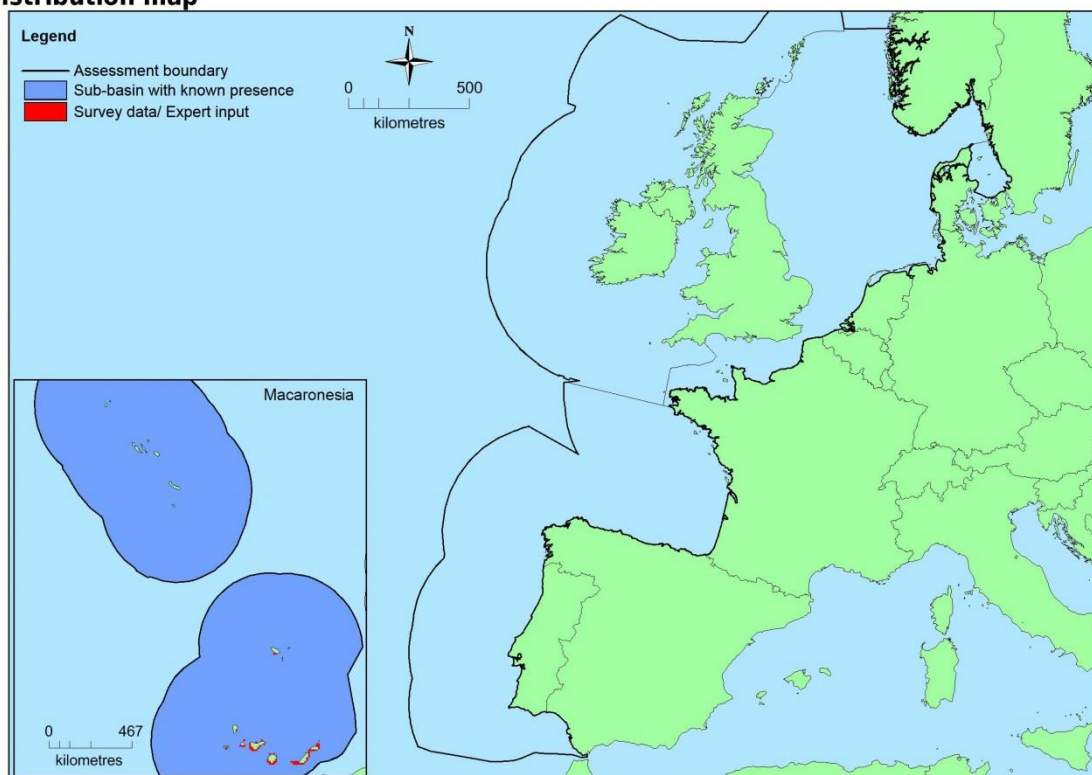 istribution map
Legend
Assessment boundary
Sub-basin with known presence
Survey data/ Expert input
N
0 500
kilometres
Macaronesia
0 467
kilometres